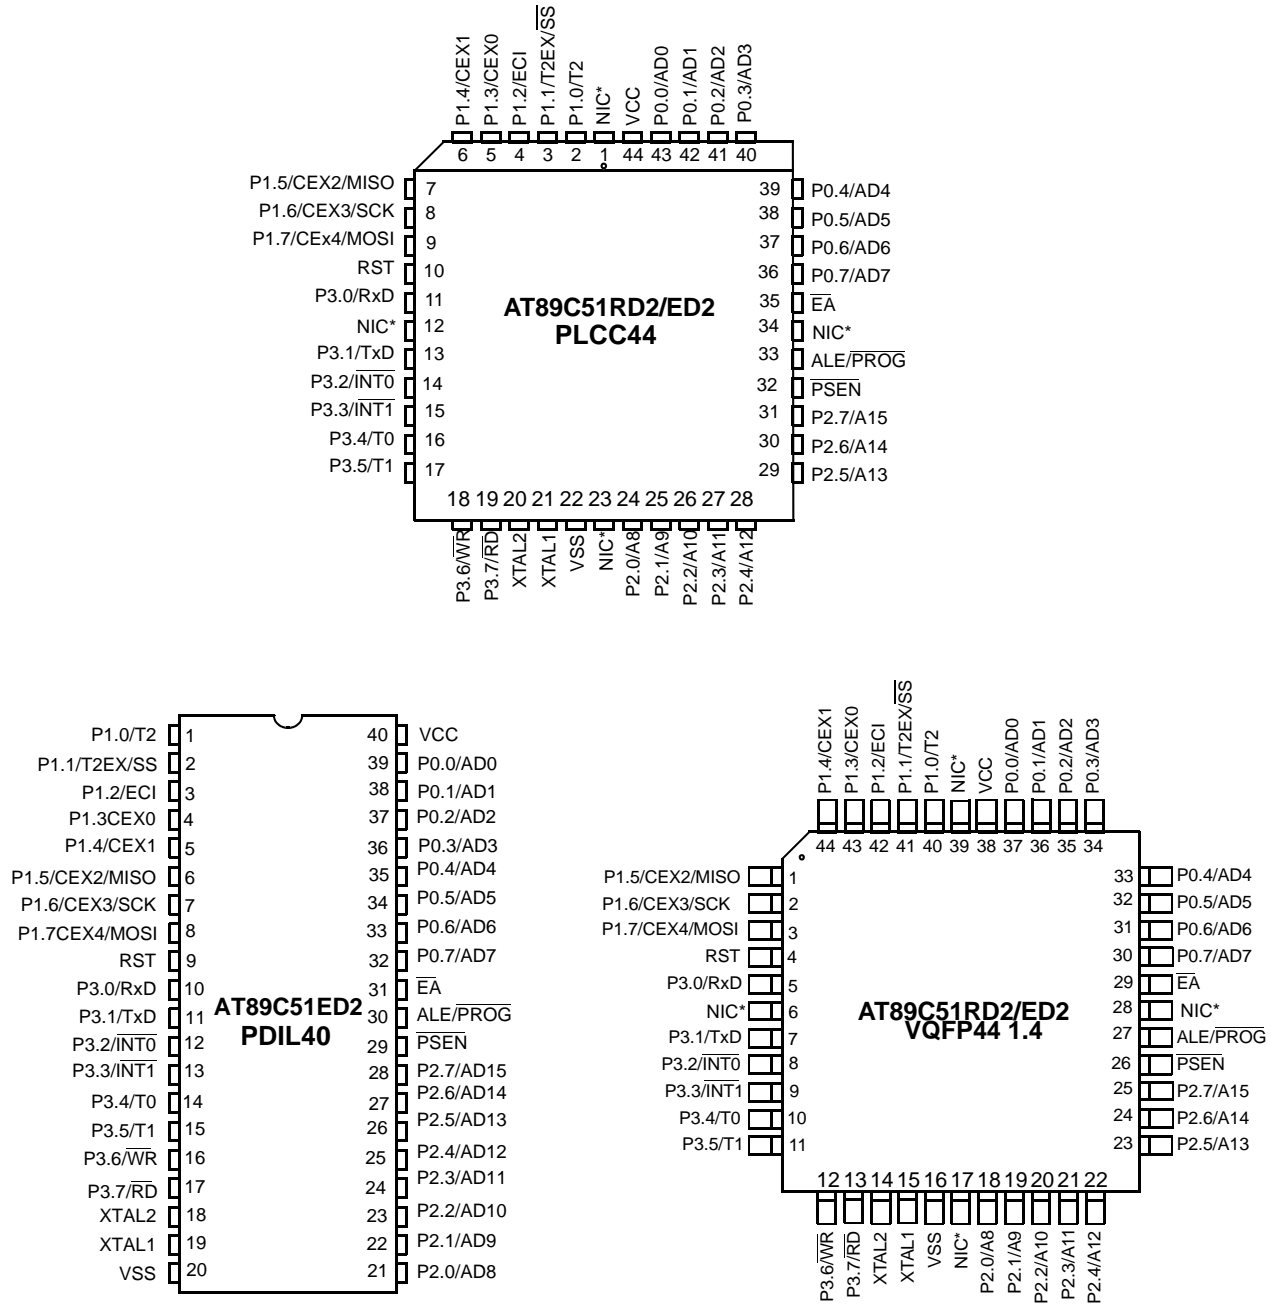 P1.4/CEX1
P1.3/CEX0
P1.2/ECI
P1.1/T2EX/S̅S̅
P1.0/T2
NIC*
VCC
P0.0/AD0
P0.1/AD1
P0.2/AD2
P0.3/AD3
6 5 4 3 2 1 44 43 42 41 40
P1.5/CEX2/MISO 7
P1.6/CEX3/SCK 8
P1.7/CEx4/MOSI 9
RST 10
P3.0/RxD 11
NIC* 12
P3.1/TxD 13
P3.2/I̅N̅T̅0̅ 14
P3.3/I̅N̅T̅1̅ 15
P3.4/T0 16
P3.5/T1 17
AT89C51RD2/ED2
PLCC44
39 P0.4/AD4
38 P0.5/AD5
37 P0.6/AD6
36 P0.7/AD7
35 E̅A̅
34 NIC*
33 ALE/P̅R̅O̅G̅
32 P̅S̅E̅N̅
31 P2.7/A15
30 P2.6/A14
29 P2.5/A13
18 19 20 21 22 23 24 25 26 27 28
P3.6/W̅R̅
P3.7/R̅D̅
XTAL2
XTAL1
VSS
NIC*
P2.0/A8
P2.1/A9
P2.2/A10
P2.3/A11
P2.4/A12
P1.0/T2 1
P1.1/T2EX/SS 2
P1.2/ECI 3
P1.3CEX0 4
P1.4/CEX1 5
P1.5/CEX2/MISO 6
P1.6/CEX3/SCK 7
P1.7CEX4/MOSI 8
RST 9
P3.0/RxD 10
P3.1/TxD 11
P3.2/I̅N̅T̅0̅ 12
P3.3/I̅N̅T̅1̅ 13
P3.4/T0 14
P3.5/T1 15
P3.6/W̅R̅ 16
P3.7/R̅D̅ 17
XTAL2 18
XTAL1 19
VSS 20
AT89C51ED2
PDIL40
40 VCC
39 P0.0/AD0
38 P0.1/AD1
37 P0.2/AD2
36 P0.3/AD3
35 P0.4/AD4
34 P0.5/AD5
33 P0.6/AD6
32 P0.7/AD7
31 E̅A̅
30 ALE/P̅R̅O̅G̅
29 P̅S̅E̅N̅
28 P2.7/AD15
27 P2.6/AD14
26 P2.5/AD13
25 P2.4/AD12
24 P2.3/AD11
23 P2.2/AD10
22 P2.1/AD9
21 P2.0/AD8
P1.4/CEX1
P1.3/CEX0
P1.2/ECI
P1.1/T2EX/S̅S̅
P1.0/T2
NIC*
VCC
P0.0/AD0
P0.1/AD1
P0.2/AD2
P0.3/AD3
44 43 42 41 40 39 38 37 36 35 34
P1.5/CEX2/MISO 1
P1.6/CEX3/SCK 2
P1.7/CEX4/MOSI 3
RST 4
P3.0/RxD 5
NIC* 6
P3.1/TxD 7
P3.2/I̅N̅T̅0̅ 8
P3.3/I̅N̅T̅1̅ 9
P3.4/T0 10
P3.5/T1 11
AT89C51RD2/ED2
VQFP44 1.4
33 P0.4/AD4
32 P0.5/AD5
31 P0.6/AD6
30 P0.7/AD7
29 E̅A̅
28 NIC*
27 ALE/P̅R̅O̅G̅
26 P̅S̅E̅N̅
25 P2.7/A15
24 P2.6/A14
23 P2.5/A13
12 13 14 15 16 17 18 19 20 21 22
P3.6/W̅R̅
P3.7/R̅D̅
XTAL2
XTAL1
VSS
NIC*
P2.0/A8
P2.1/A9
P2.2/A10
P2.3/A11
P2.4/A12